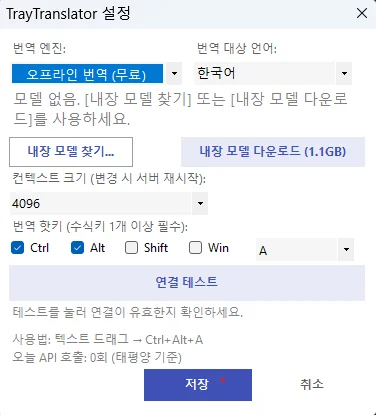 TrayTranslator 설정
번역 엔진: 번역 대상 언어:
오프라인 번역 (무료) 한국어
모델 없음. [내장 모델 찾기] 또는 [내장 모델 다운로
드]를 사용하세요.
내장 모델 찾기... 내장 모델 다운로드 (1.1GB)
컨텍스트 크기 (변경 시 서버 재시작):
4096
번역 핫키 (수식키 1개 이상 필수):
Ctrl Alt Shift Win A
연결 테스트
테스트를 눌러 연결이 유효한지 확인하세요.
사용법: 텍스트 드래그 → Ctrl+Alt+A
오늘 API 호출: 0회 (태평양 기준)
저장 * 취소